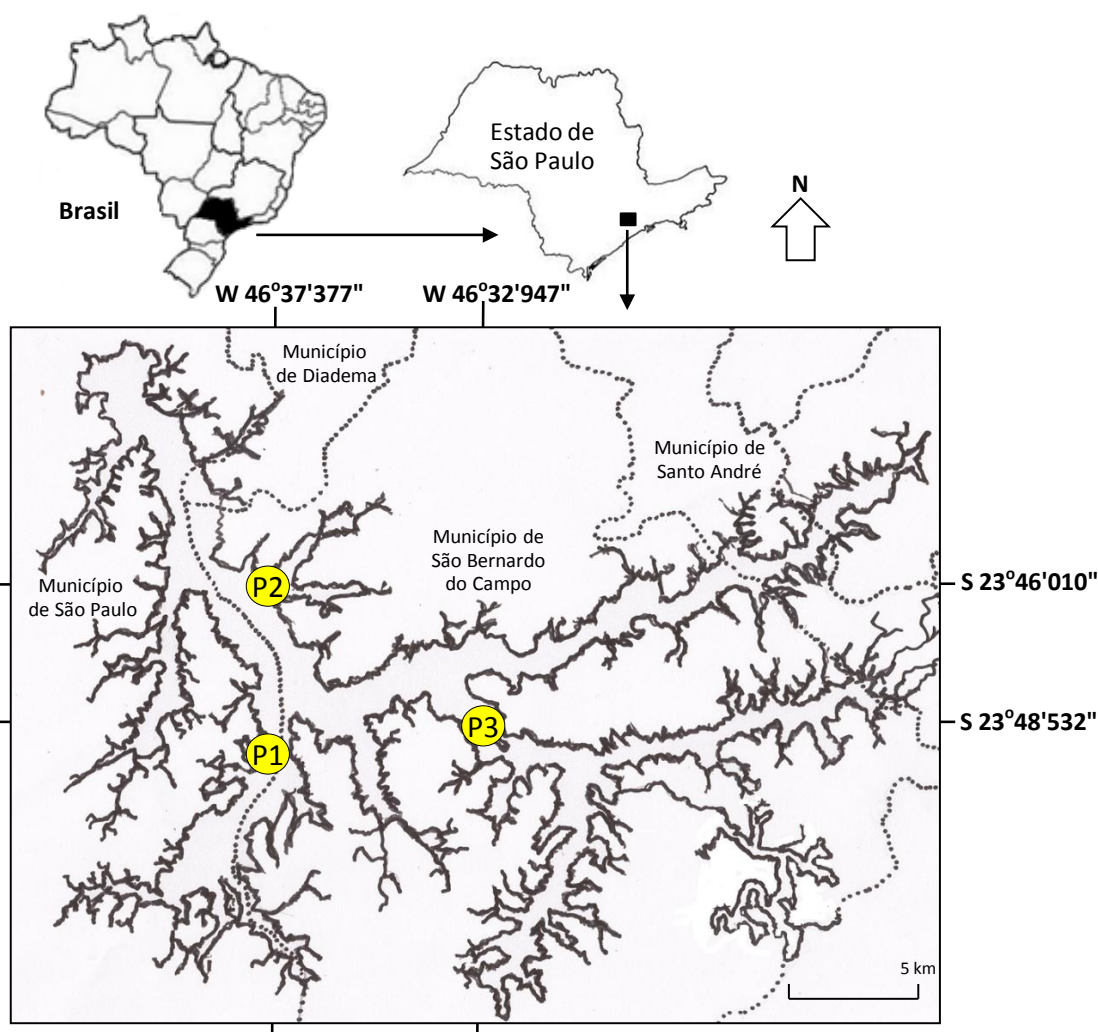 Estado de
São Paulo
Brasil
N
W 46°37'377"
W 46°32'947"
Município
de Diadema
Município de
Santo André
Município de
São Bernardo
do Campo
Município
de São Paulo
P2
S 23°46'010"
P3
S 23°48'532"
P1
5 km